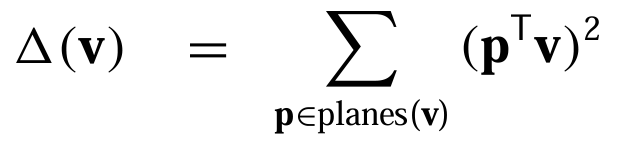 Δ(𝐯) = ∑ (𝐩ᵀ𝐯)²
𝐩∈planes(𝐯)